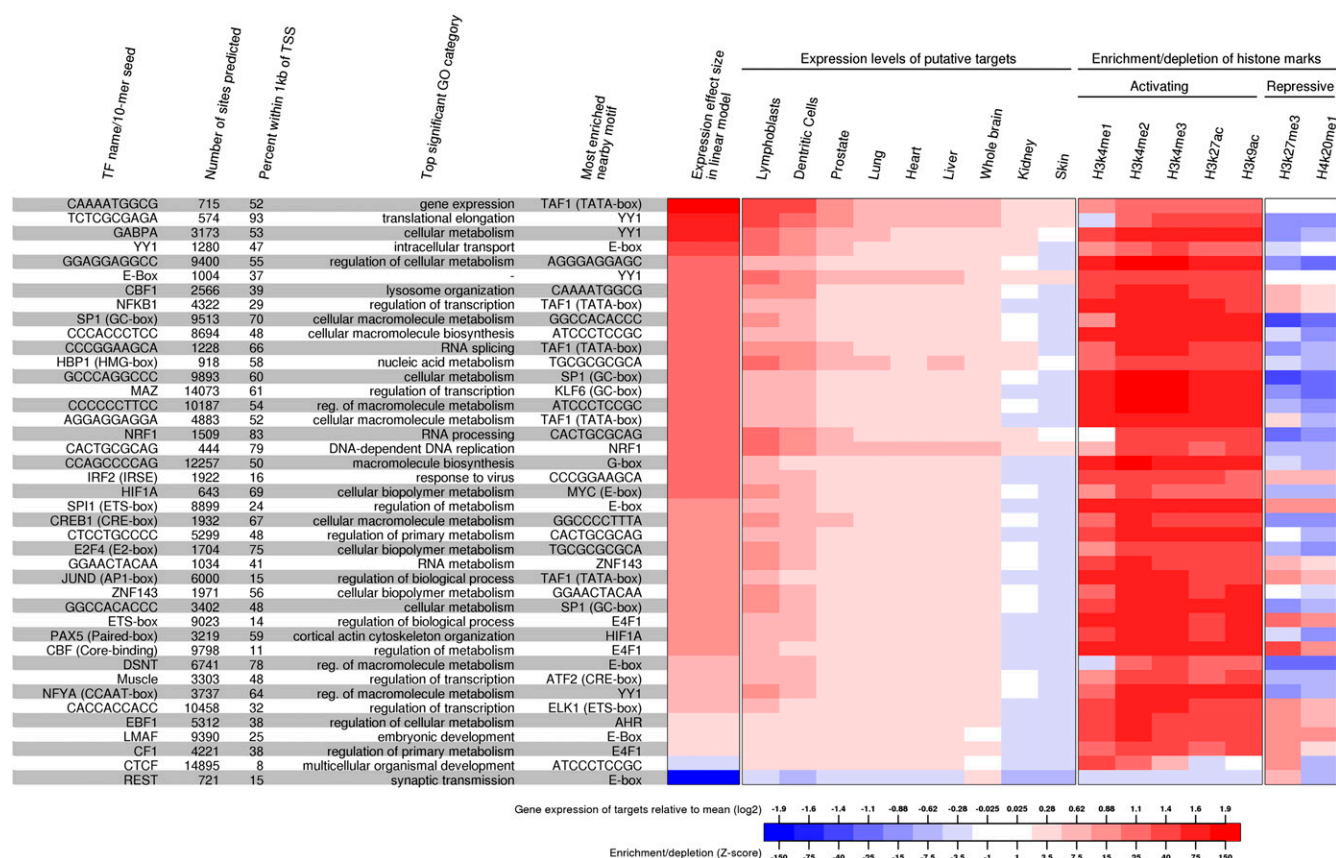 Expression levels of putative targets
Enrichment/depletion of histone marks
Activating
Repressive
TF name/10-mer seed
Number of sites predicted
Percent within 1kb of TSS
Top significant GO category
Most enriched
nearby motif
Expression effect size
in linear model
Lymphoblasts
Dentritic Cells
Prostate
Lung
Heart
Liver
Whole brain
Kidney
Skin
H3k4me1
H3k4me2
H3k4me3
H3k27ac
H3k9ac
H3k27me3
H4k20me1
CAAAATGGCG 715 52 gene expression TAF1 (TATA-box)
TCTCGCGAGA 574 93 translational elongation YY1
GABPA 3173 53 cellular metabolism YY1
YY1 1280 47 intracellular transport E-box
GGAGGAGGCC 9400 55 regulation of cellular metabolism AGGGAGGAGC
E-Box 1004 37 - YY1
CBF1 2566 39 lysosome organization CAAAATGGCG
NFKB1 4322 29 regulation of transcription TAF1 (TATA-box)
SP1 (GC-box) 9513 70 cellular macromolecule metabolism GGCCACACCC
CCCACCCTCC 8694 48 cellular macromolecule biosynthesis ATCCCTCCGC
CCCGGAAGCA 1228 66 RNA splicing TAF1 (TATA-box)
HBP1 (HMG-box) 918 58 nucleic acid metabolism TGCGCGCGCA
GCCCAGGCCC 9893 60 cellular metabolism SP1 (GC-box)
MAZ 14073 61 regulation of transcription KLF6 (GC-box)
CCCCCCTTCC 10187 54 reg. of macromolecule metabolism ATCCCTCCGC
AGGAGGAGGA 4883 52 cellular macromolecule metabolism TAF1 (TATA-box)
NRF1 1509 83 RNA processing CACTGCGCAG
CACTGCGCAG 444 79 DNA-dependent DNA replication NRF1
CCAGCCCCAG 12257 50 macromolecule biosynthesis G-box
IRF2 (IRSE) 1922 16 response to virus CCCGGAAGCA
HIF1A 643 69 cellular biopolymer metabolism MYC (E-box)
SPI1 (ETS-box) 8899 24 regulation of metabolism E-box
CREB1 (CRE-box) 1932 67 cellular macromolecule metabolism GGCCCCTTTA
CTCCTGCCCC 5299 48 regulation of primary metabolism CACTGCGCAG
E2F4 (E2-box) 1704 75 cellular biopolymer metabolism TGCGCGCGCA
GGAACTACAA 1034 41 RNA metabolism ZNF143
JUND (AP1-box) 6000 15 regulation of biological process TAF1 (TATA-box)
ZNF143 1971 56 cellular biopolymer metabolism GGAACTACAA
GGCCACACCC 3402 48 cellular metabolism SP1 (GC-box)
ETS-box 9023 14 regulation of biological process E4F1
PAX5 (Paired-box) 3219 59 cortical actin cytoskeleton organization HIF1A
CBF (Core-binding) 9798 11 regulation of metabolism E4F1
DSNT 6741 78 reg. of macromolecule metabolism E-box
Muscle 3303 48 regulation of transcription ATF2 (CRE-box)
NFYA (CCAAT-box) 3737 64 reg. of macromolecule metabolism YY1
CACCACCACC 10458 32 regulation of transcription ELK1 (ETS-box)
EBF1 5312 38 regulation of cellular metabolism AHR
LMAF 9390 25 embryonic development E-Box
CF1 4221 38 regulation of primary metabolism E4F1
CTCF 14895 8 multicellular organismal development ATCCCTCCGC
REST 721 15 synaptic transmission E-box
Gene expression of targets relative to mean (log2) -1.9 -1.6 -1.4 -1.1 -0.88 -0.62 -0.28 -0.025 0.025 0.28 0.62 0.88 1.1 1.4 1.6 1.9
Enrichment/depletion (Z-score) -150 -75 -40 -35 -25 -15 -7.5 -2.5 -1 1 2.5 7.5 15 25 35 40 75 150